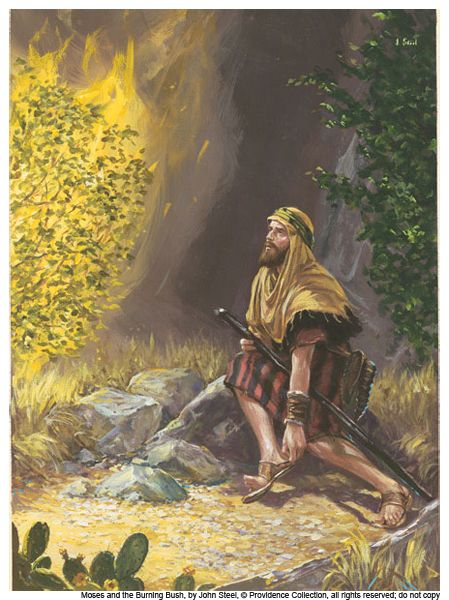 J. Steel
Moses and the Burning Bush, by John Steel, © Providence Collection, all rights reserved; do not copy